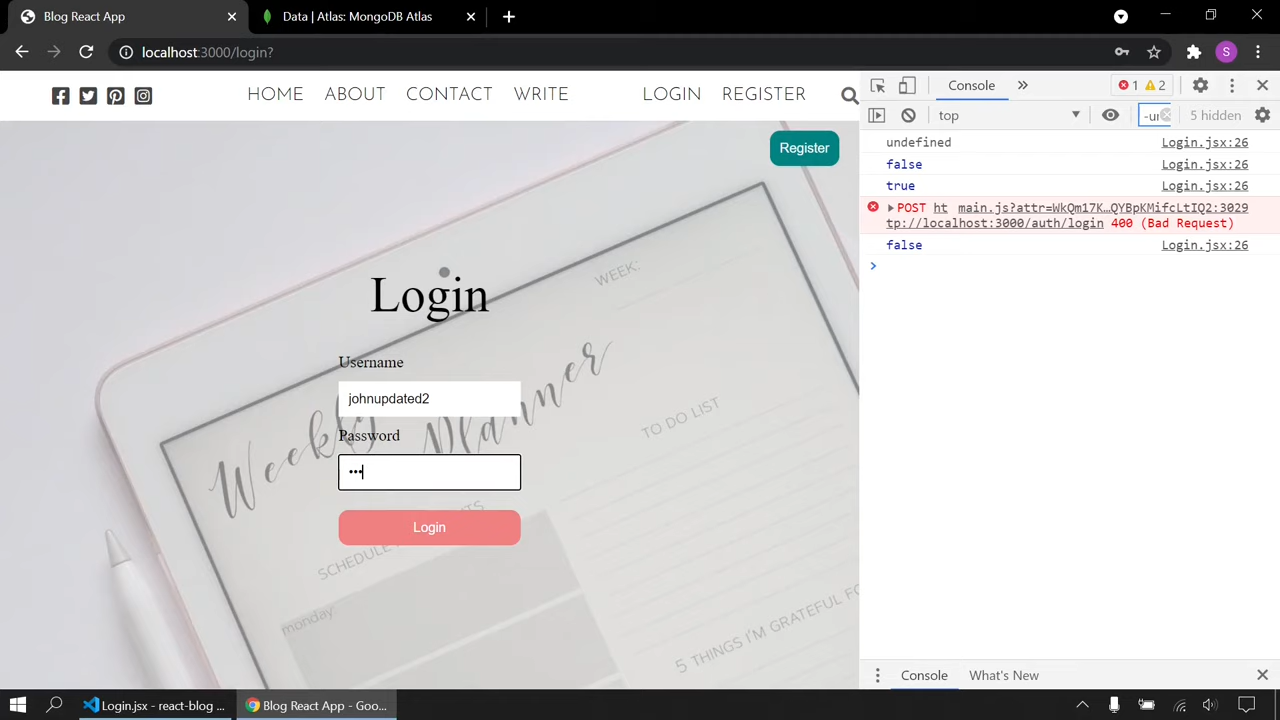 Blog React App
Data | Atlas: MongoDB Atlas
localhost:3000/login?
S
HOME ABOUT CONTACT WRITE LOGIN REGISTER
Register
Login
Username
johnupdated2
Password
•••
Login
WEEK:
Weekly Planner
TO DO LIST
monday
5 THINGS I'M GRATEFUL FO
Console
1 2
top
-ur
5 hidden
undefined Login.jsx:26
false Login.jsx:26
true Login.jsx:26
POST ht main.js?attr=WkQm17K…QYBpKMifcLtIQ2:3029
tp://localhost:3000/auth/login 400 (Bad Request)
false Login.jsx:26
Console What's New
Login.jsx - react-blog ...
Blog React App - Goo...